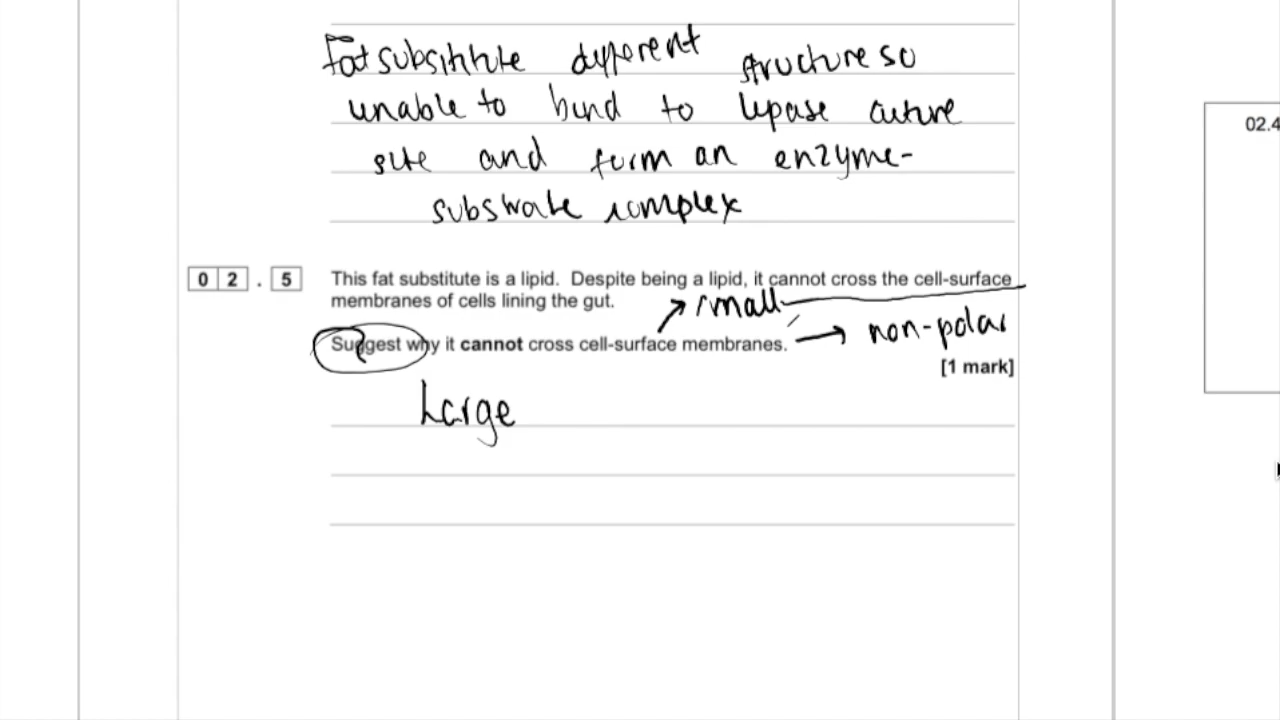 Fat substitute different structure so
unable to bind to lipase active
site and form an enzyme-
substrate complex
02.4
0 2 . 5 This fat substitute is a lipid. Despite being a lipid, it cannot cross the cell-surface
membranes of cells lining the gut.
small
non-polar
Suggest why it cannot cross cell-surface membranes.
[1 mark]
Large